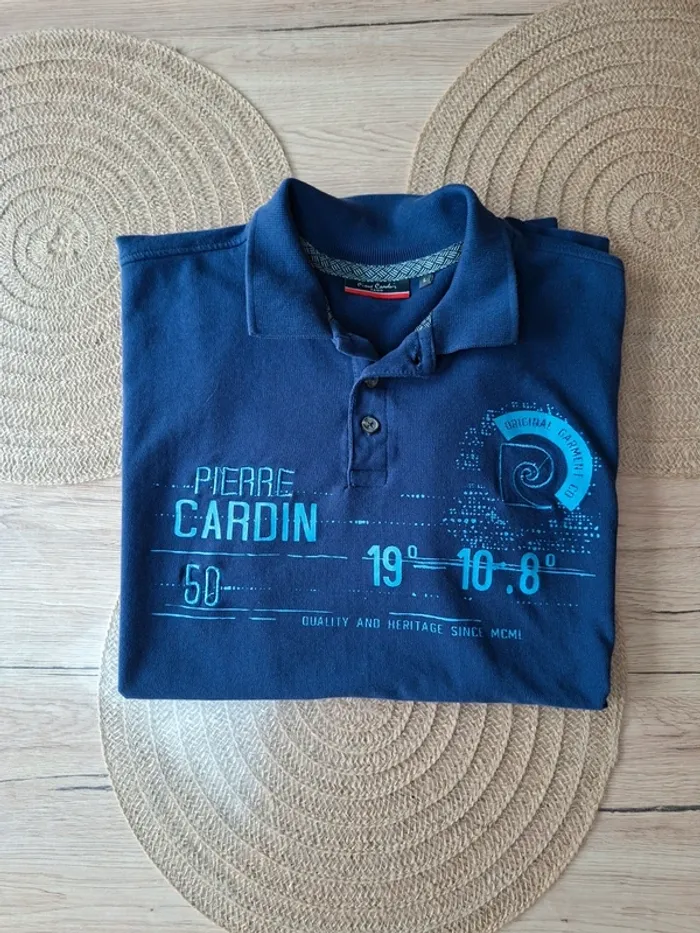 Pierre Cardin
ORIGINAL GARMENT CO
PIERRE
CARDIN
19° 10.8°
50
QUALITY AND HERITAGE SINCE MCML